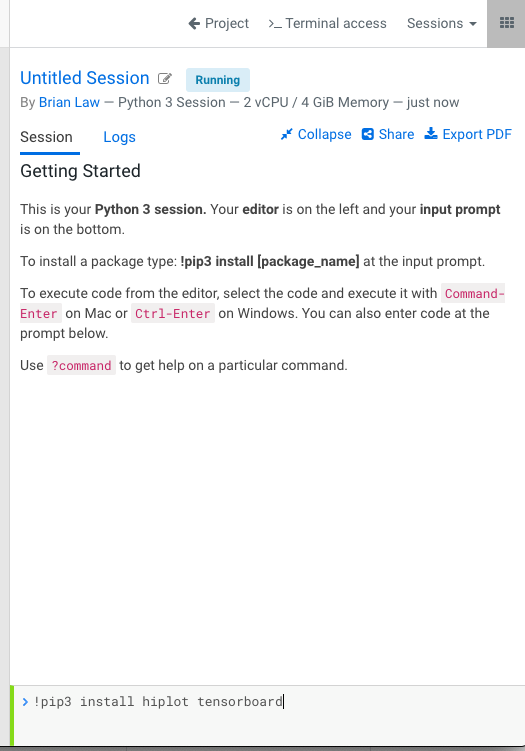 Project >_ Terminal access Sessions
Untitled Session Running
By Brian Law — Python 3 Session — 2 vCPU / 4 GiB Memory — just now
Session Logs Collapse Share Export PDF
Getting Started
This is your Python 3 session. Your editor is on the left and your input prompt
is on the bottom.
To install a package type: !pip3 install [package_name] at the input prompt.
To execute code from the editor, select the code and execute it with Command-
Enter on Mac or Ctrl-Enter on Windows. You can also enter code at the
prompt below.
Use ?command to get help on a particular command.
> !pip3 install hiplot tensorboard